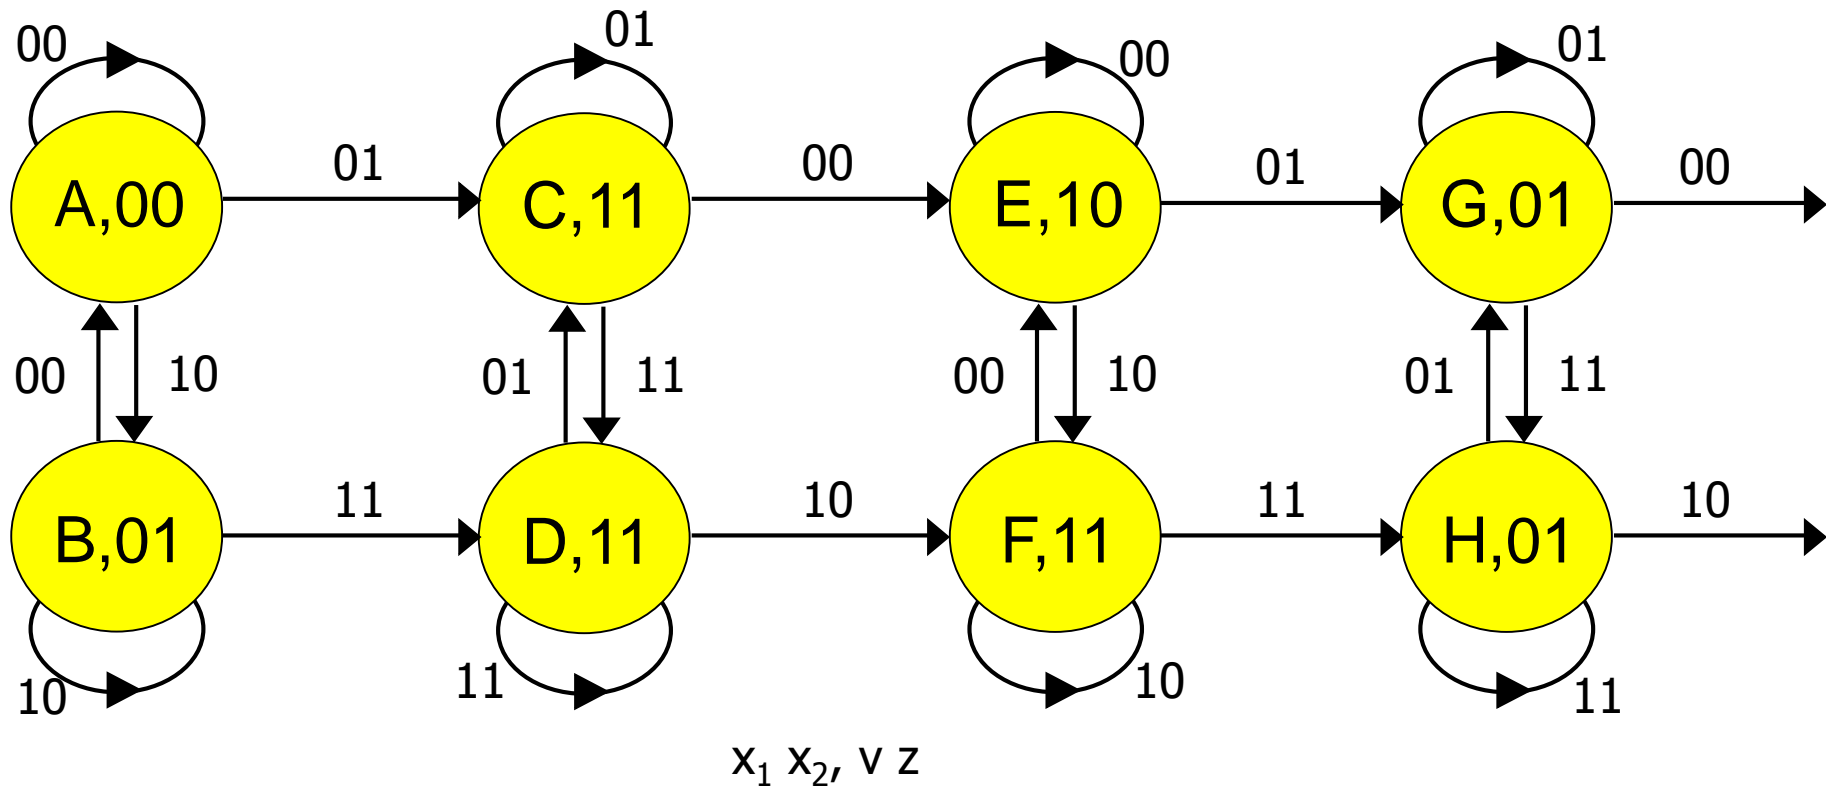 00 01 00 01
01 00 01 00
A,00 C,11 E,10 G,01
00 10 01 11 00 10 01 11
11 10 11 10
B,01 D,11 F,11 H,01
10 11 10 11
x₁ x₂, v z